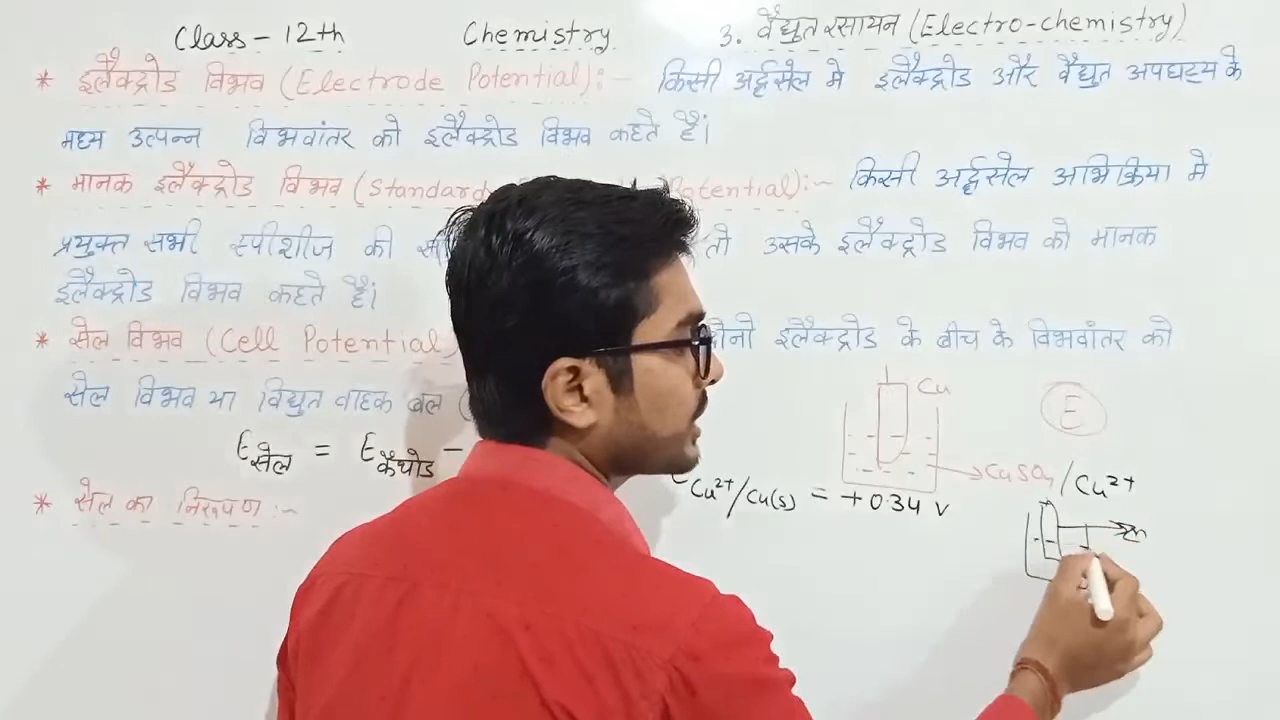 Class - 12th Chemistry 3. वैद्युत रसायन (Electro-chemistry)
* इलैक्ट्रोड विभव (Electrode Potential):- किसी अर्द्धसेल मे इलैक्ट्रोड और वैद्युत अपघट्य के
मध्य उत्पन्न विभवांतर को इलैक्ट्रोड विभव कहते है।
* मानक इलैक्ट्रोड विभव (Standard Potential):- किसी अर्द्धसेल अभिक्रिया मे
प्रयुक्त सभी स्पीशीज की तो उसके इलैक्ट्रोड विभव को मानक
इलैक्ट्रोड विभव कहते है।
* सेल विभव (Cell Potential) दोनो इलैक्ट्रोड के बीच के विभवांतर को
सेल विभव या विद्युत वाहक बल (
Cu
E
E सेल = E कैथोड -
CuSO4/Cu2+
Cu2+/Cu(s) = +0.34 V
* सेल का निरूपण :-